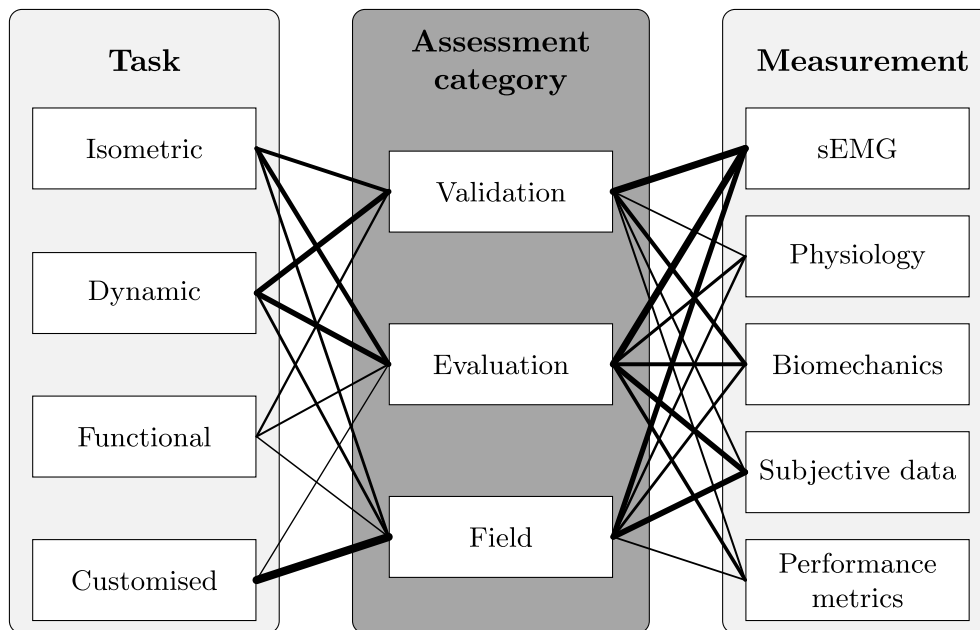 Task
Isometric
Dynamic
Functional
Customised
Assessment
category
Validation
Evaluation
Field
Measurement
sEMG
Physiology
Biomechanics
Subjective data
Performance
metrics